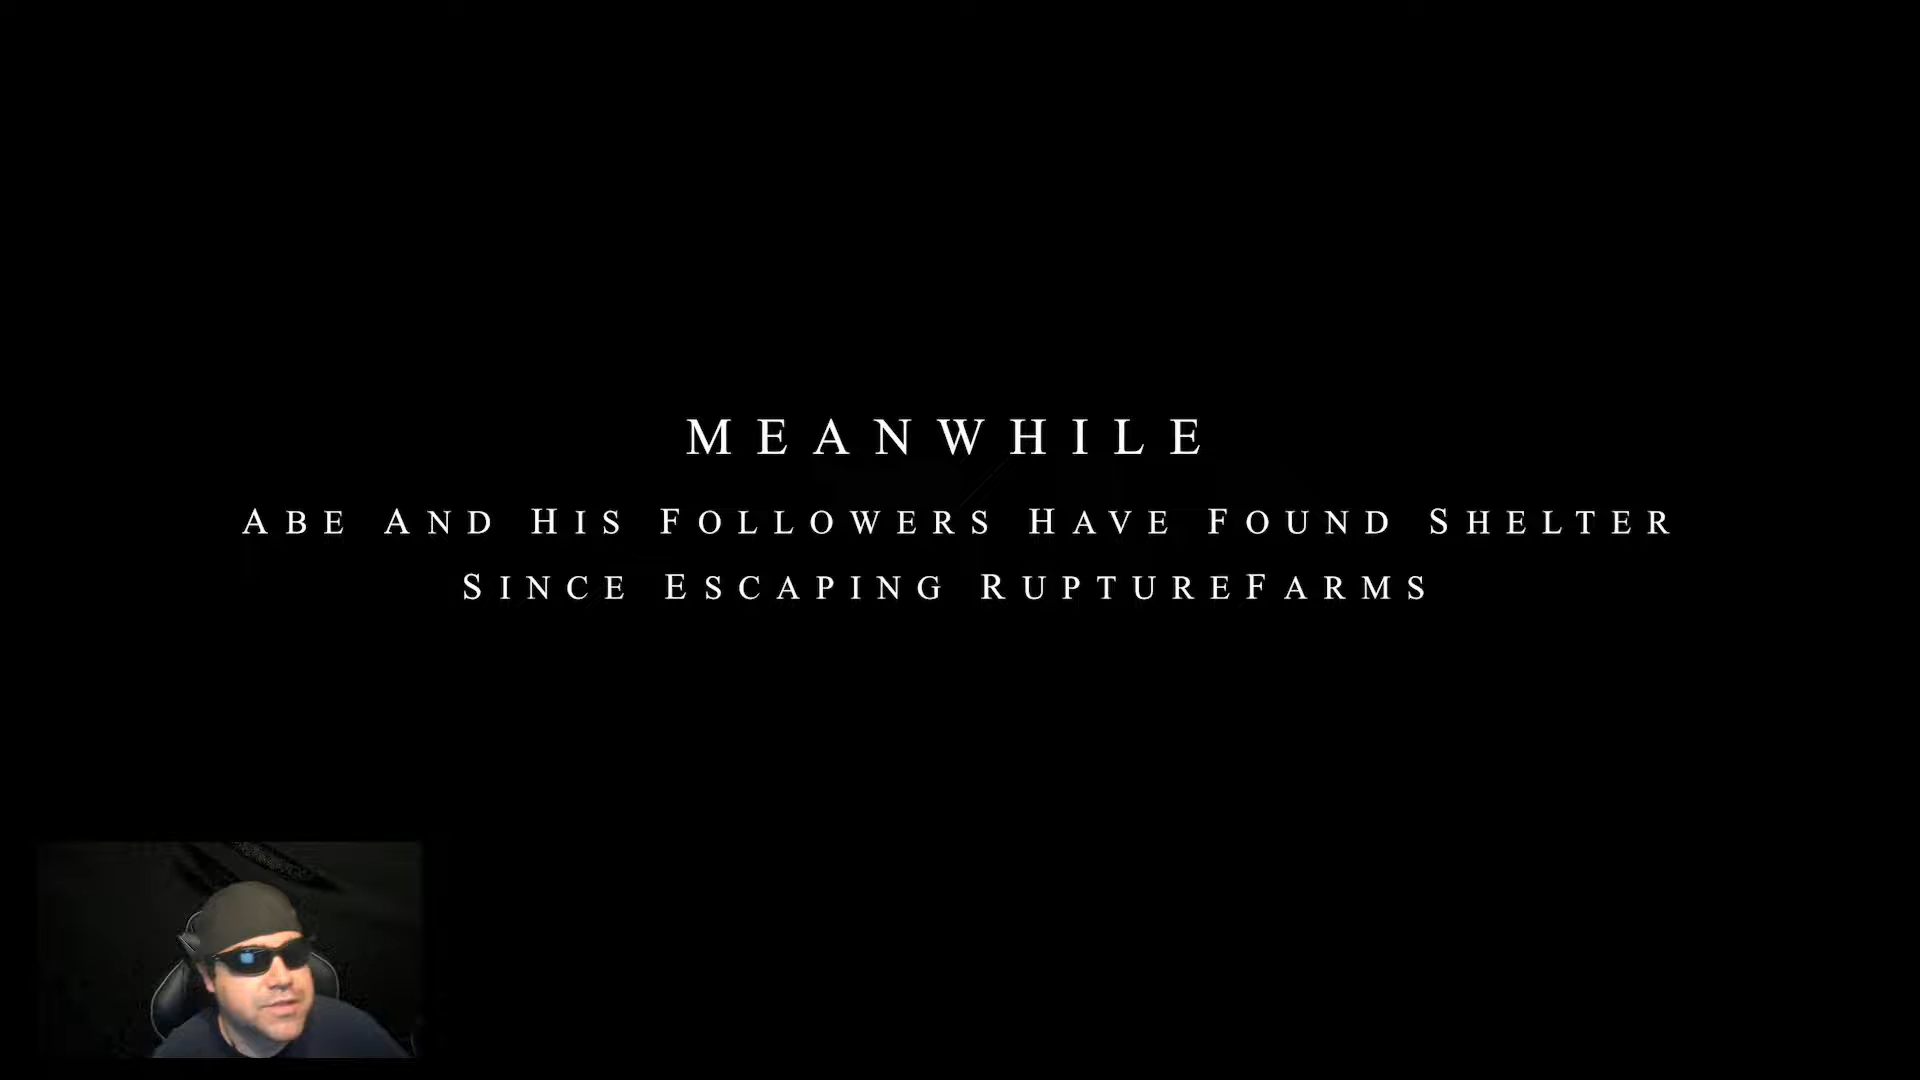 MEANWHILE
ABE AND HIS FOLLOWERS HAVE FOUND SHELTER
SINCE ESCAPING RUPTUREFARMS